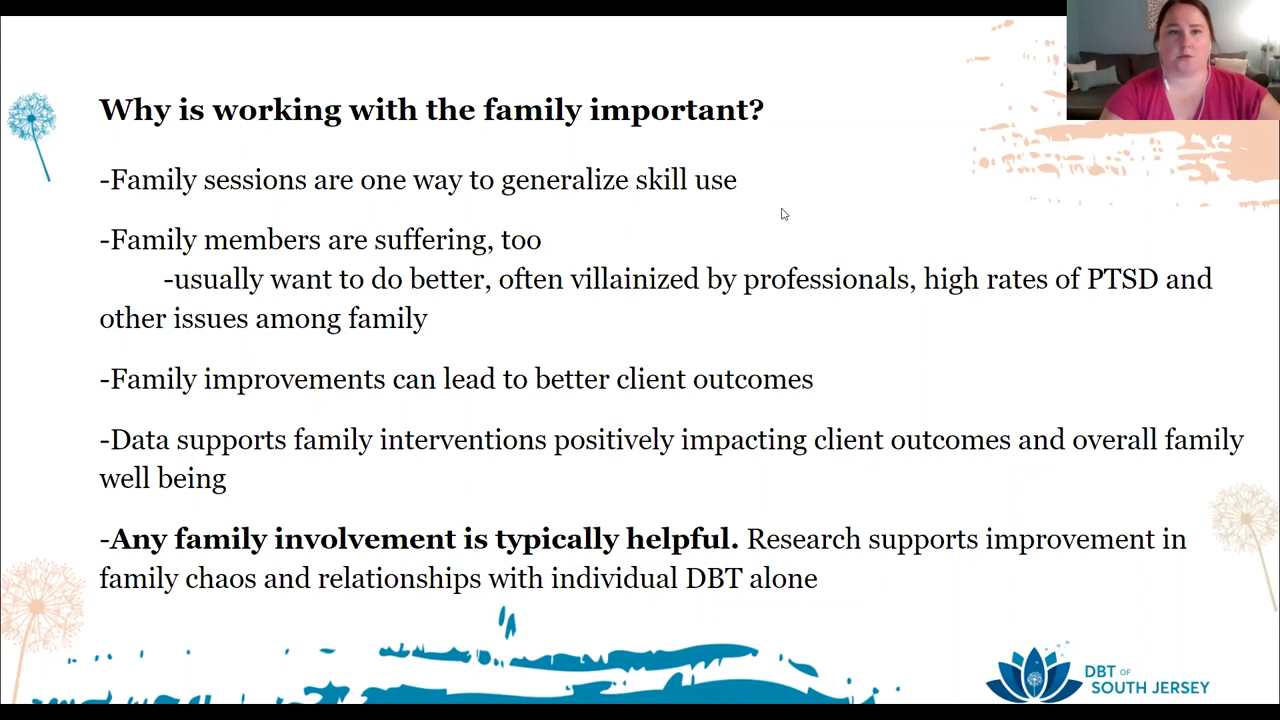 Why is working with the family important?
-Family sessions are one way to generalize skill use
-Family members are suffering, too
-usually want to do better, often villainized by professionals, high rates of PTSD and
other issues among family
-Family improvements can lead to better client outcomes
-Data supports family interventions positively impacting client outcomes and overall family
well being
-Any family involvement is typically helpful. Research supports improvement in
family chaos and relationships with individual DBT alone
DBT OF
SOUTH JERSEY